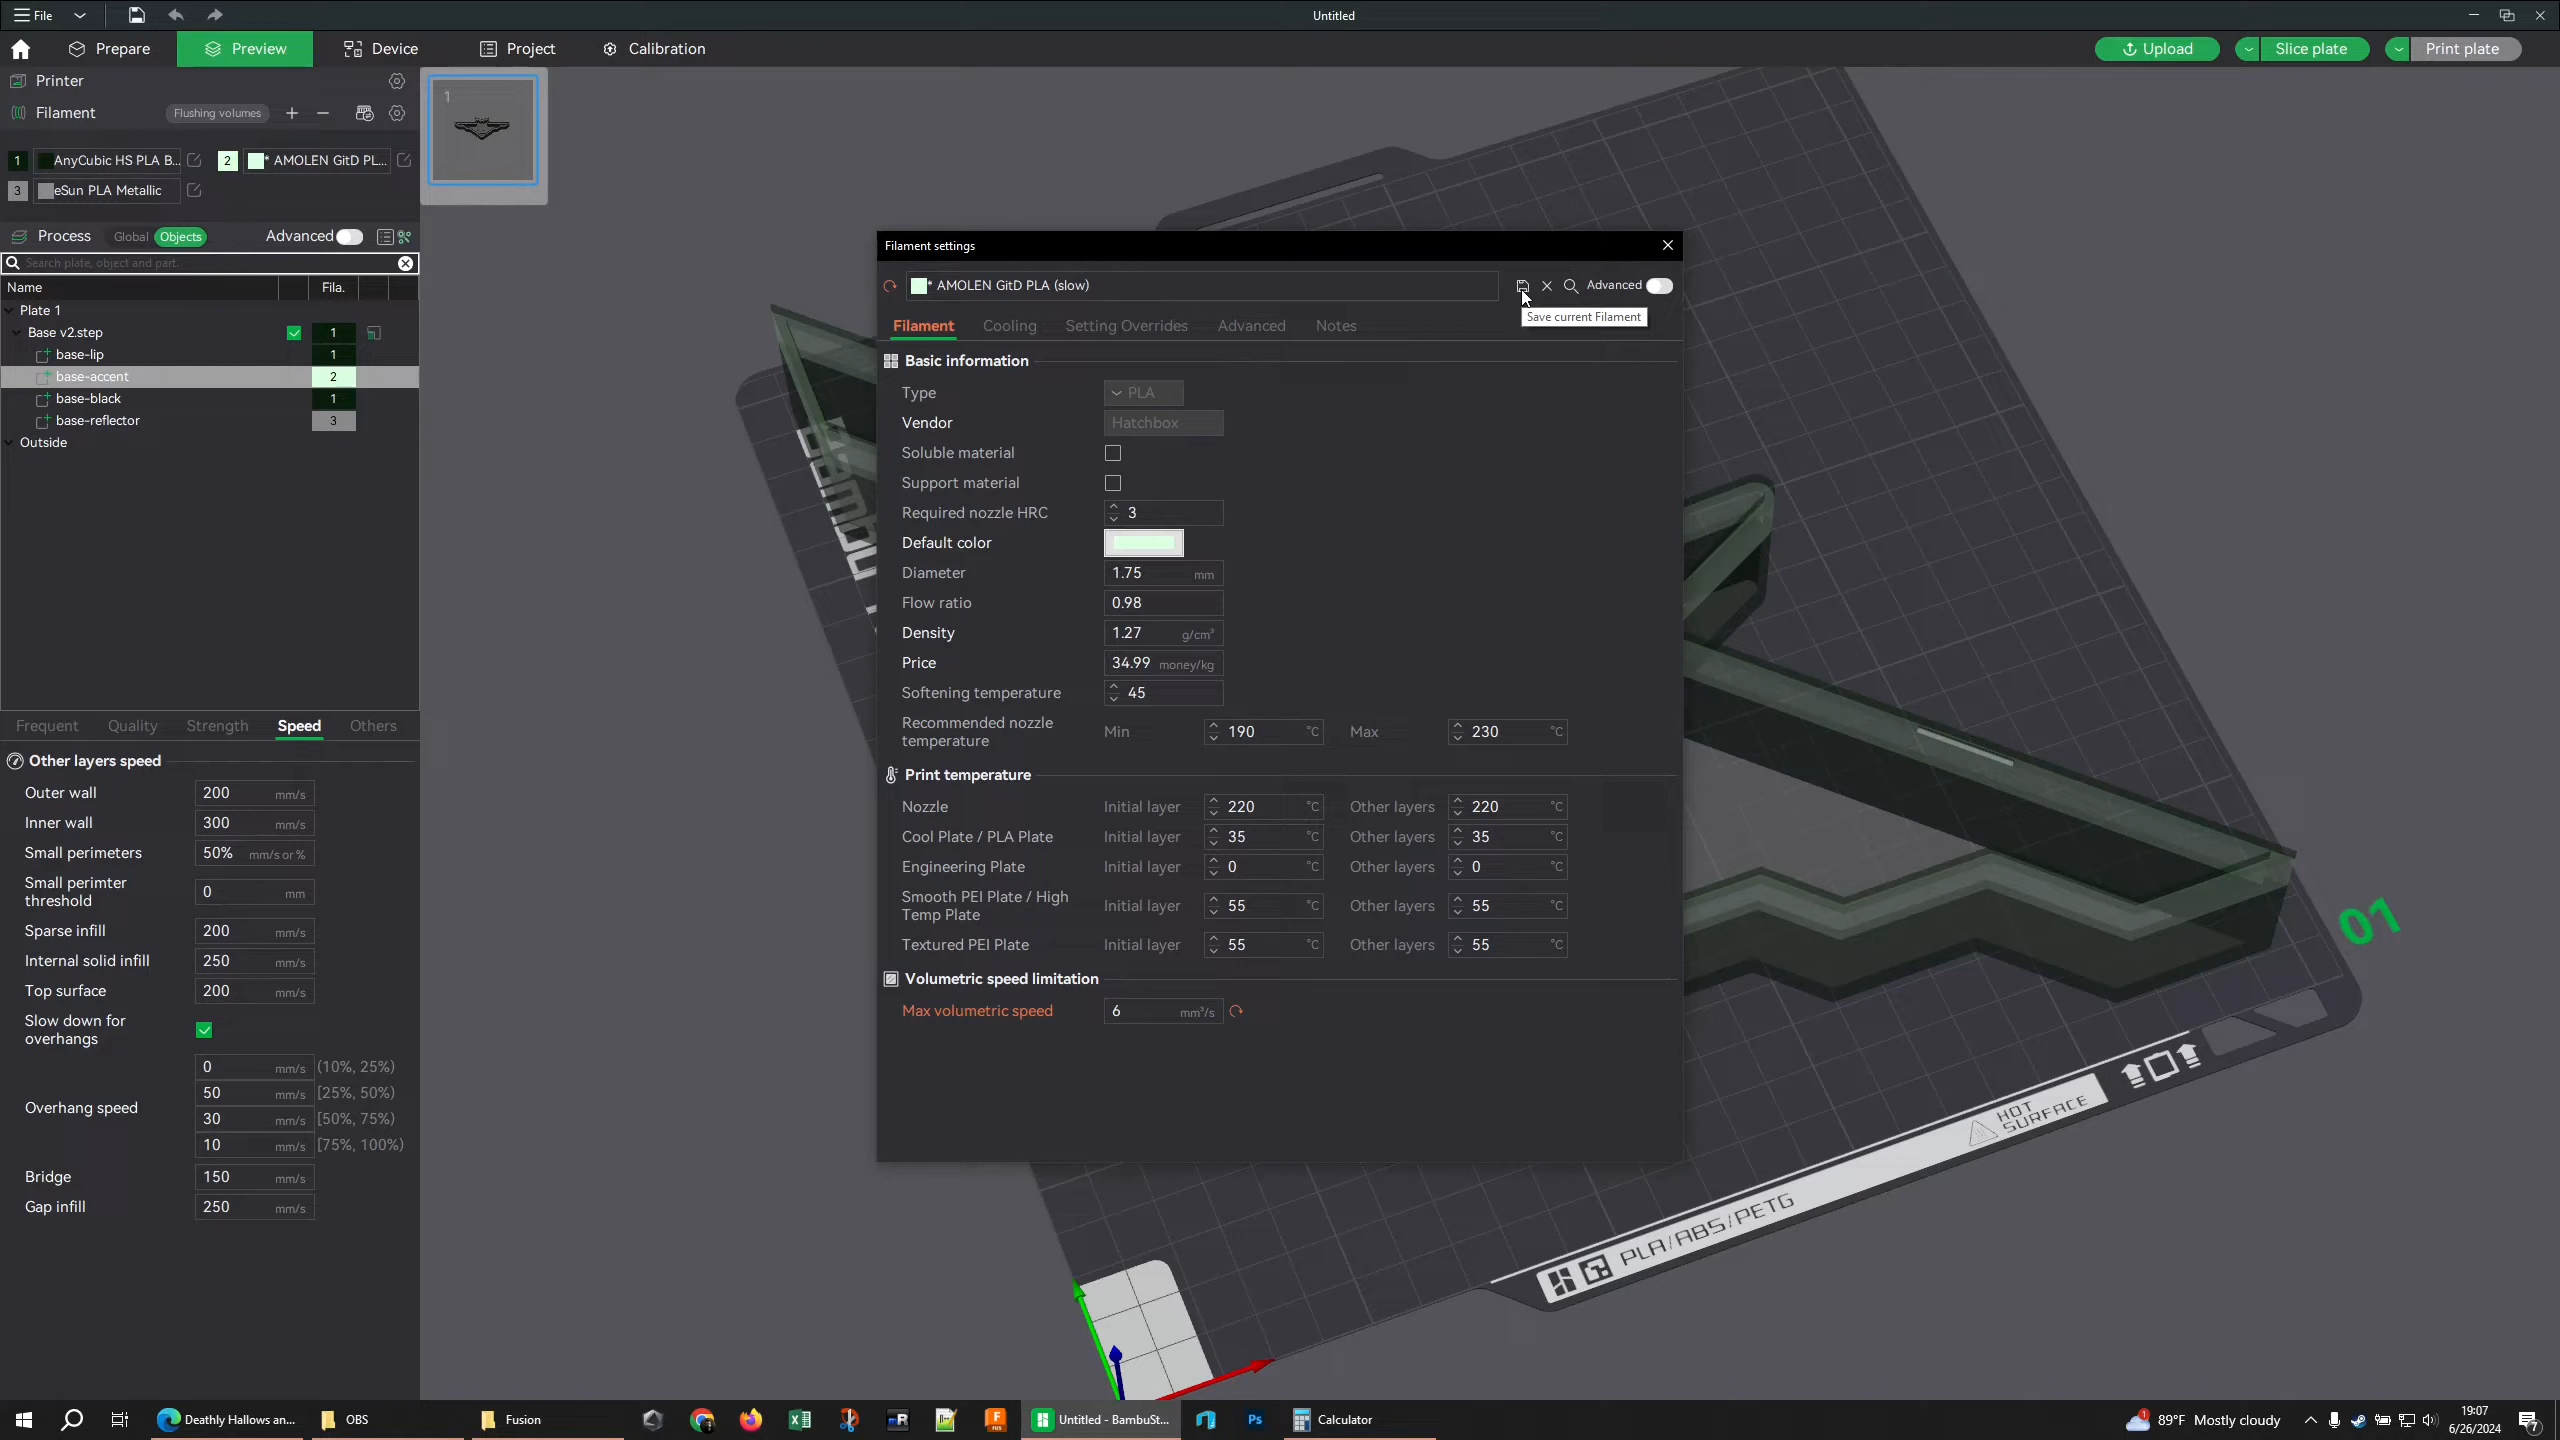 File
Untitled
Prepare
Preview
Device
Project
Calibration
Upload
Slice plate
Print plate
Printer
Filament
Flushing volumes
1 AnyCubic HS PLA B...
2 * AMOLEN GitD PL...
3 eSun PLA Metallic
Process Global Objects Advanced
Search plate, object and part.
Name Fila.
Plate 1
Base v2.step 1
base-lip 1
base-accent 2
base-black 1
base-reflector 3
Outside
Frequent Quality Strength Speed Others
Other layers speed
Outer wall 200 mm/s
Inner wall 300 mm/s
Small perimeters 50% mm/s or %
Small perimter
threshold 0 mm
Sparse infill 200 mm/s
Internal solid infill 250 mm/s
Top surface 200 mm/s
Slow down for
overhangs
Overhang speed
0 mm/s (10%, 25%)
50 mm/s [25%, 50%)
30 mm/s [50%, 75%)
10 mm/s [75%, 100%)
Bridge 150 mm/s
Gap infill 250 mm/s
1
Filament settings
* AMOLEN GitD PLA (slow)
Advanced
Save current Filament
Filament Cooling Setting Overrides Advanced Notes
Basic information
Type PLA
Vendor Hatchbox
Soluble material
Support material
Required nozzle HRC 3
Default color
Diameter 1.75 mm
Flow ratio 0.98
Density 1.27 g/cm³
Price 34.99 money/kg
Softening temperature 45
Recommended nozzle
temperature Min 190 °C Max 230 °C
Print temperature
Nozzle Initial layer 220 °C Other layers 220 °C
Cool Plate / PLA Plate Initial layer 35 °C Other layers 35 °C
Engineering Plate Initial layer 0 °C Other layers 0 °C
Smooth PEI Plate / High
Temp Plate Initial layer 55 °C Other layers 55 °C
Textured PEI Plate Initial layer 55 °C Other layers 55 °C
Volumetric speed limitation
Max volumetric speed 6 mm³/s
01
HOT
SURFACE
PLA/ABS/PETG
Deathly Hallows an...
OBS
Fusion
Untitled - BambuSt...
Calculator
89°F Mostly cloudy
19:07
6/26/2024
7